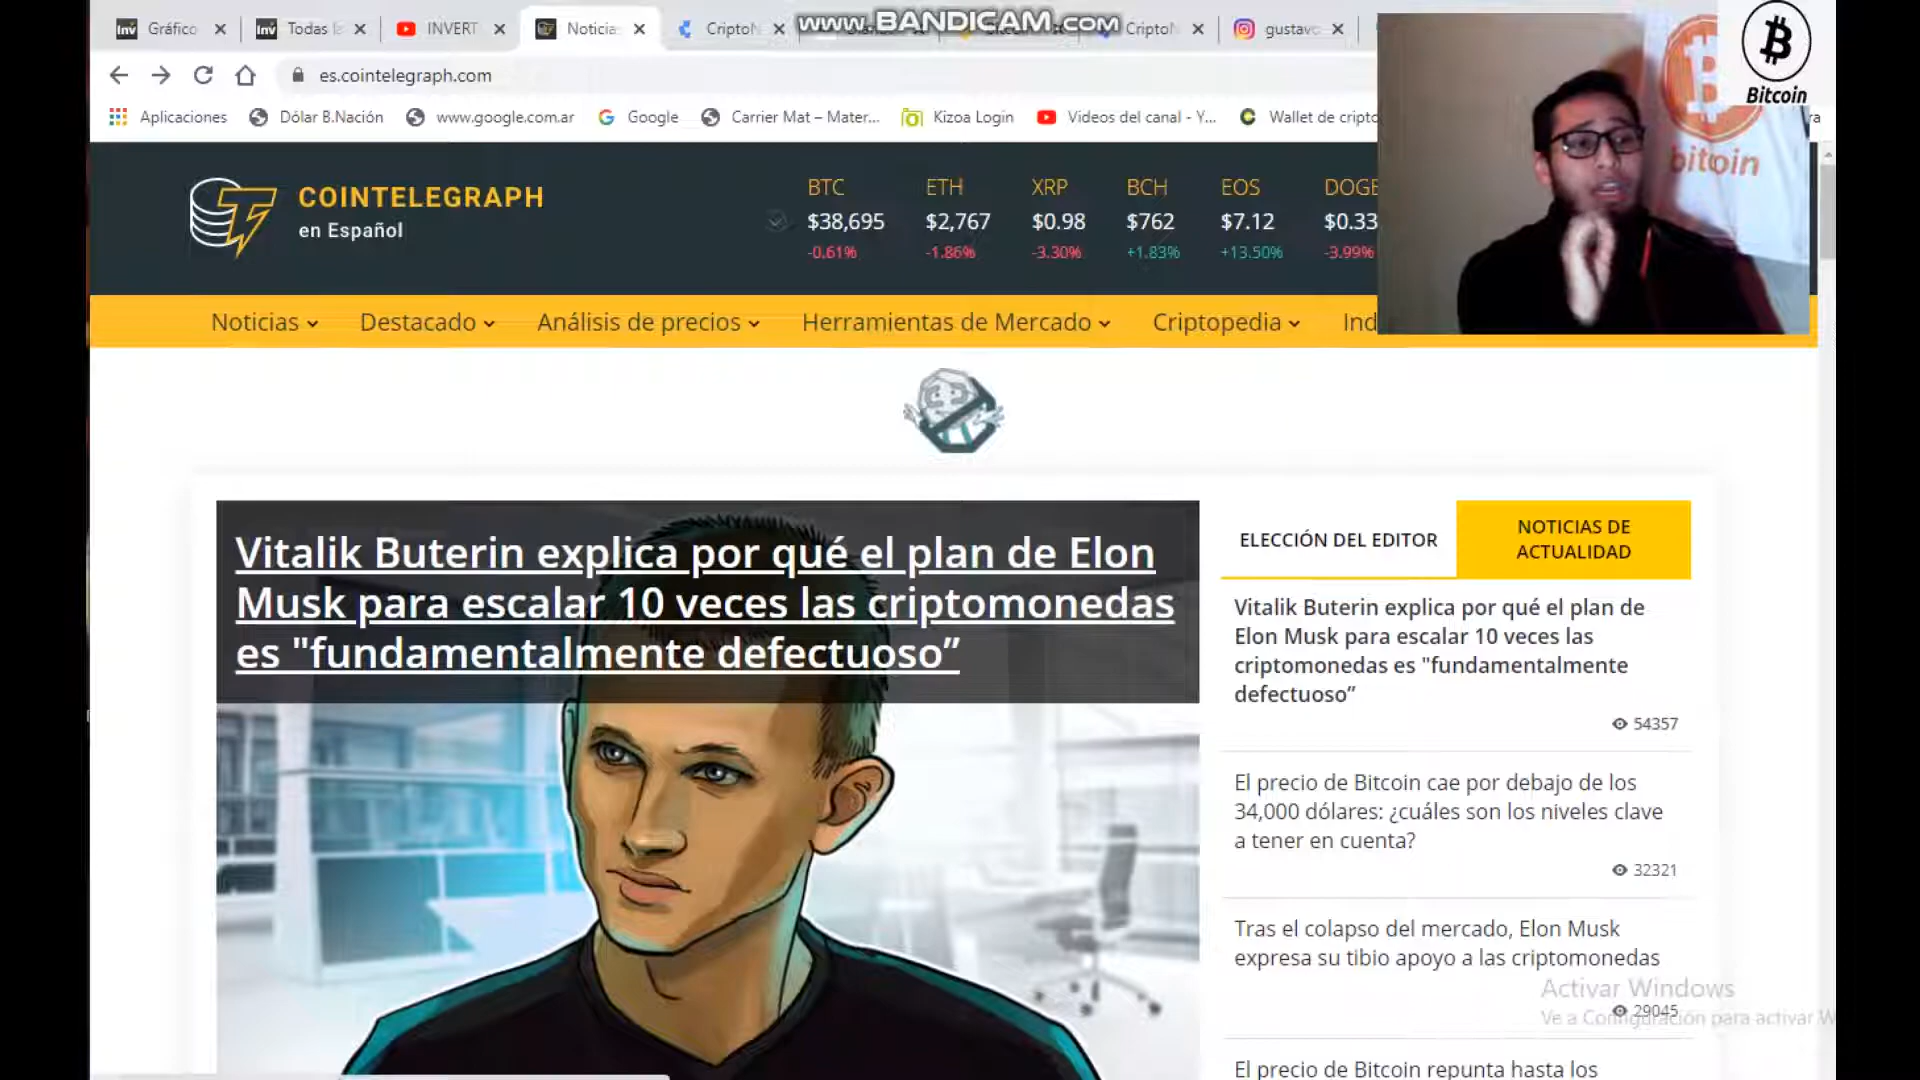 www.BANDICAM.com
Gráfico
Todas
INVERT
Noticia
CriptoN
CriptoN
gustavo
es.cointelegraph.com
Aplicaciones
Dólar B.Nación
www.google.com.ar
Google
Carrier Mat – Mater...
Kizoa Login
Videos del canal - Y...
Wallet de cripto
Bitcoin
bitcoin
COINTELEGRAPH
en Español
BTC ETH XRP BCH EOS DOGE
$38,695 $2,767 $0.98 $762 $7.12 $0.33
-0.61% -1.86% -3.30% +1.83% +13.50% -3.99%
Noticias Destacado Análisis de precios Herramientas de Mercado Criptopedia Ind
Vitalik Buterin explica por qué el plan de Elon
Musk para escalar 10 veces las criptomonedas
es "fundamentalmente defectuoso”
ELECCIÓN DEL EDITOR
NOTICIAS DE
ACTUALIDAD
Vitalik Buterin explica por qué el plan de
Elon Musk para escalar 10 veces las
criptomonedas es "fundamentalmente
defectuoso”
54357
El precio de Bitcoin cae por debajo de los
34,000 dólares: ¿cuáles son los niveles clave
a tener en cuenta?
32321
Tras el colapso del mercado, Elon Musk
expresa su tibio apoyo a las criptomonedas
29045
Activar Windows
Ve a Configuración para activar W
El precio de Bitcoin repunta hasta los